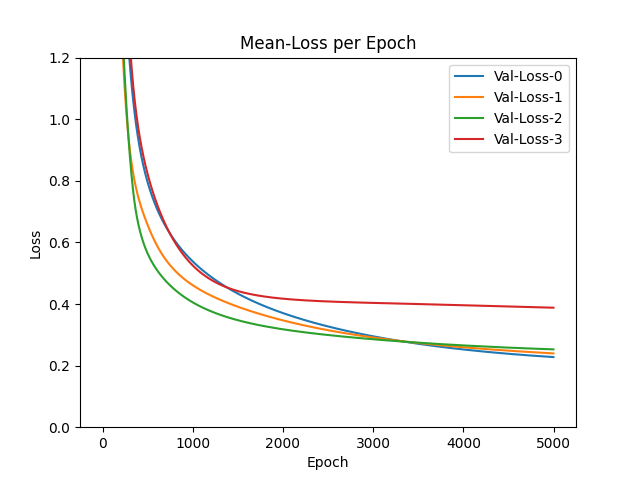 Mean-Loss per Epoch
Val-Loss-0
Val-Loss-1
Val-Loss-2
Val-Loss-3
Loss
1.2
1.0
0.8
0.6
0.4
0.2
0.0
0 1000 2000 3000 4000 5000
Epoch